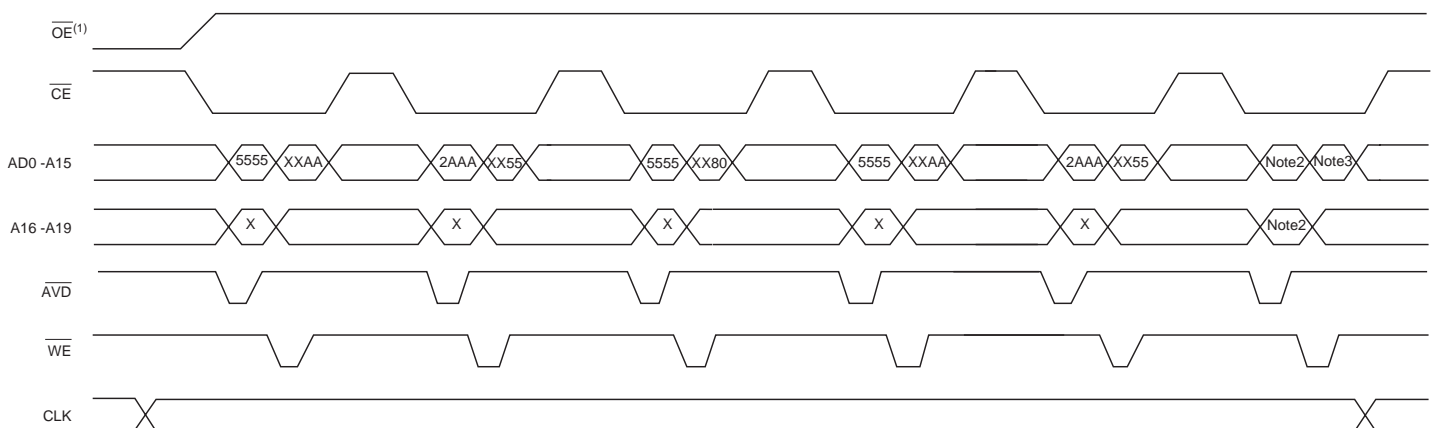 OE(1)
CE
AD0 -A15 5555 XXAA 2AAA XX55 5555 XX80 5555 XXAA 2AAA XX55 Note2 Note3
A16 -A19 X X X X X Note2
AVD
WE
CLK